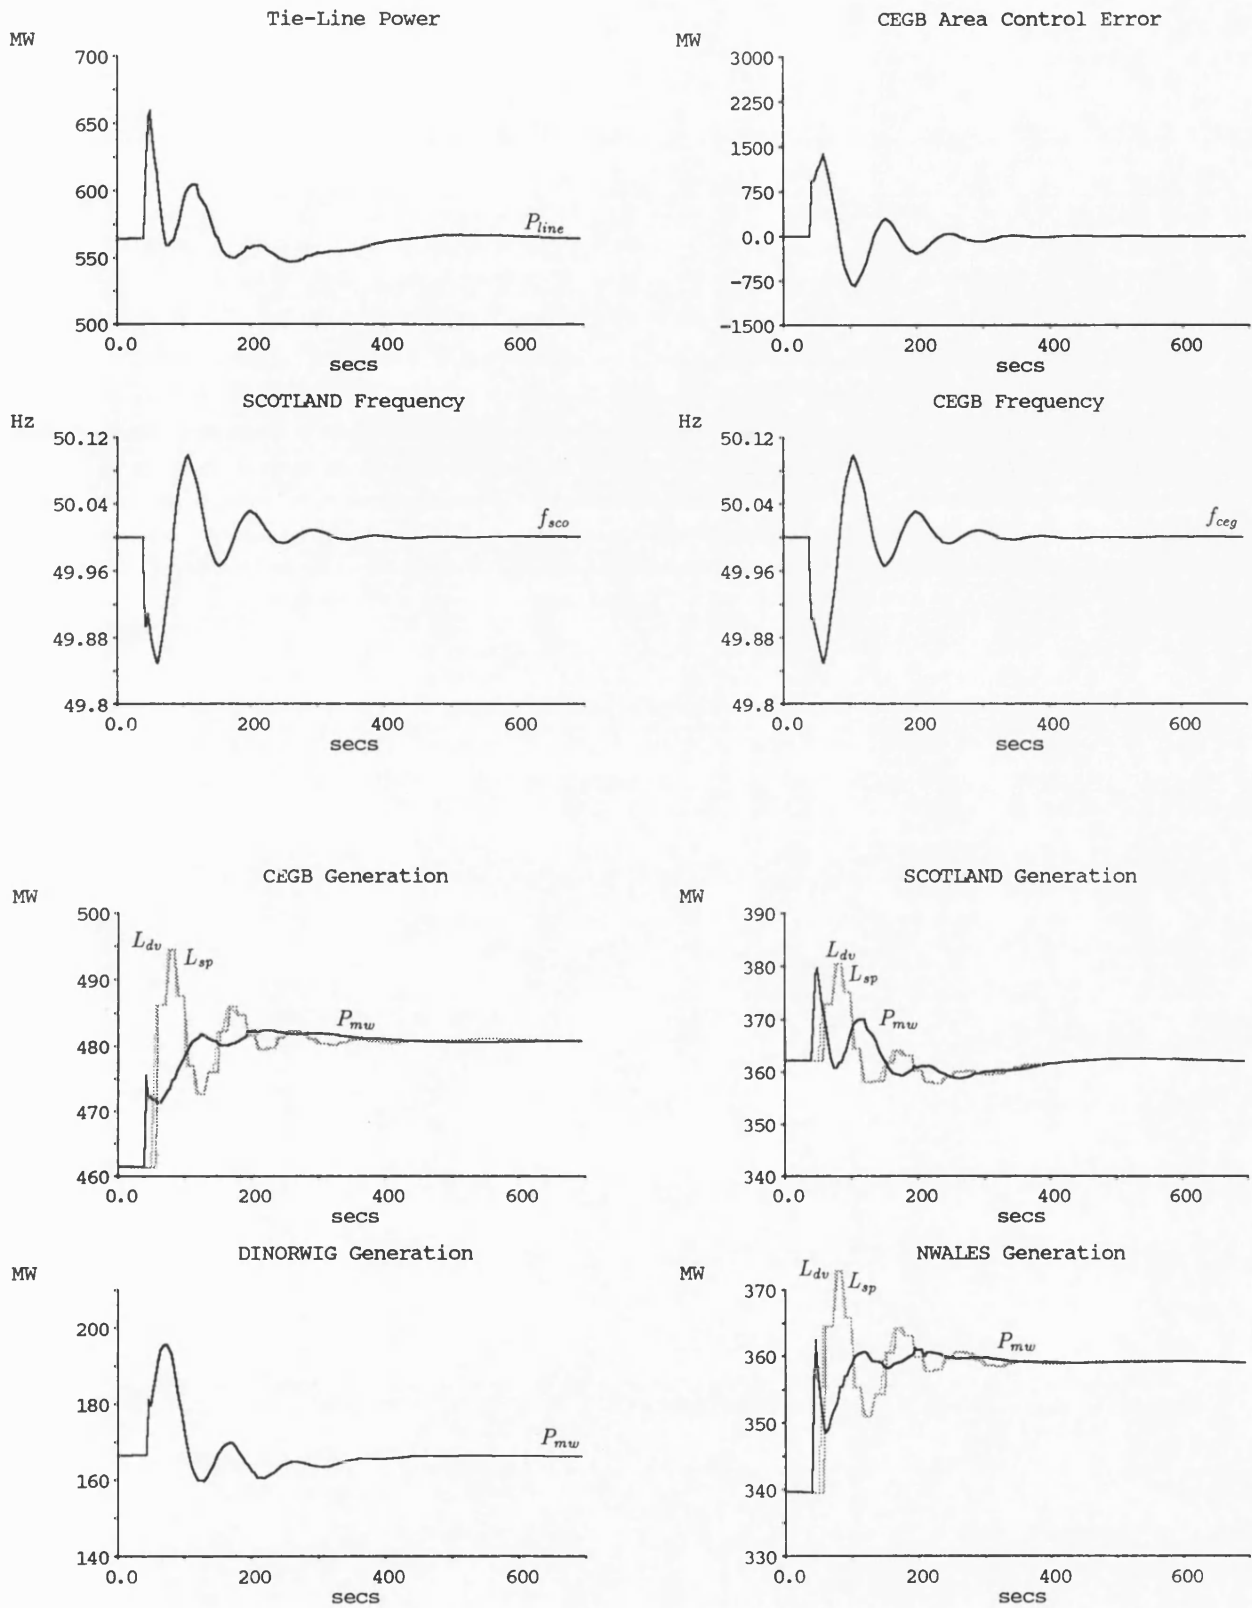 Tie-Line Power
MW
700
650
600
550
500
P_line
0.0 200 400 600
secs
CEGB Area Control Error
MW
3000
2250
1500
750
0.0
-750
-1500
0.0 200 400 600
secs
SCOTLAND Frequency
Hz
50.12
50.04
49.96
49.88
49.8
f_sco
0.0 200 400 600
secs
CEGB Frequency
Hz
50.12
50.04
49.96
49.88
49.8
f_ceg
0.0 200 400 600
secs
CEGB Generation
MW
500
490
480
470
460
L_dv L_sp
P_mw
0.0 200 400 600
secs
SCOTLAND Generation
MW
390
380
370
360
350
340
L_dv
L_sp
P_mw
0.0 200 400 600
secs
DINORWIG Generation
MW
200
180
160
140
P_mw
0.0 200 400 600
secs
NWALES Generation
MW
370
360
350
340
330
L_dv L_sp
P_mw
0.0 200 400 600
secs